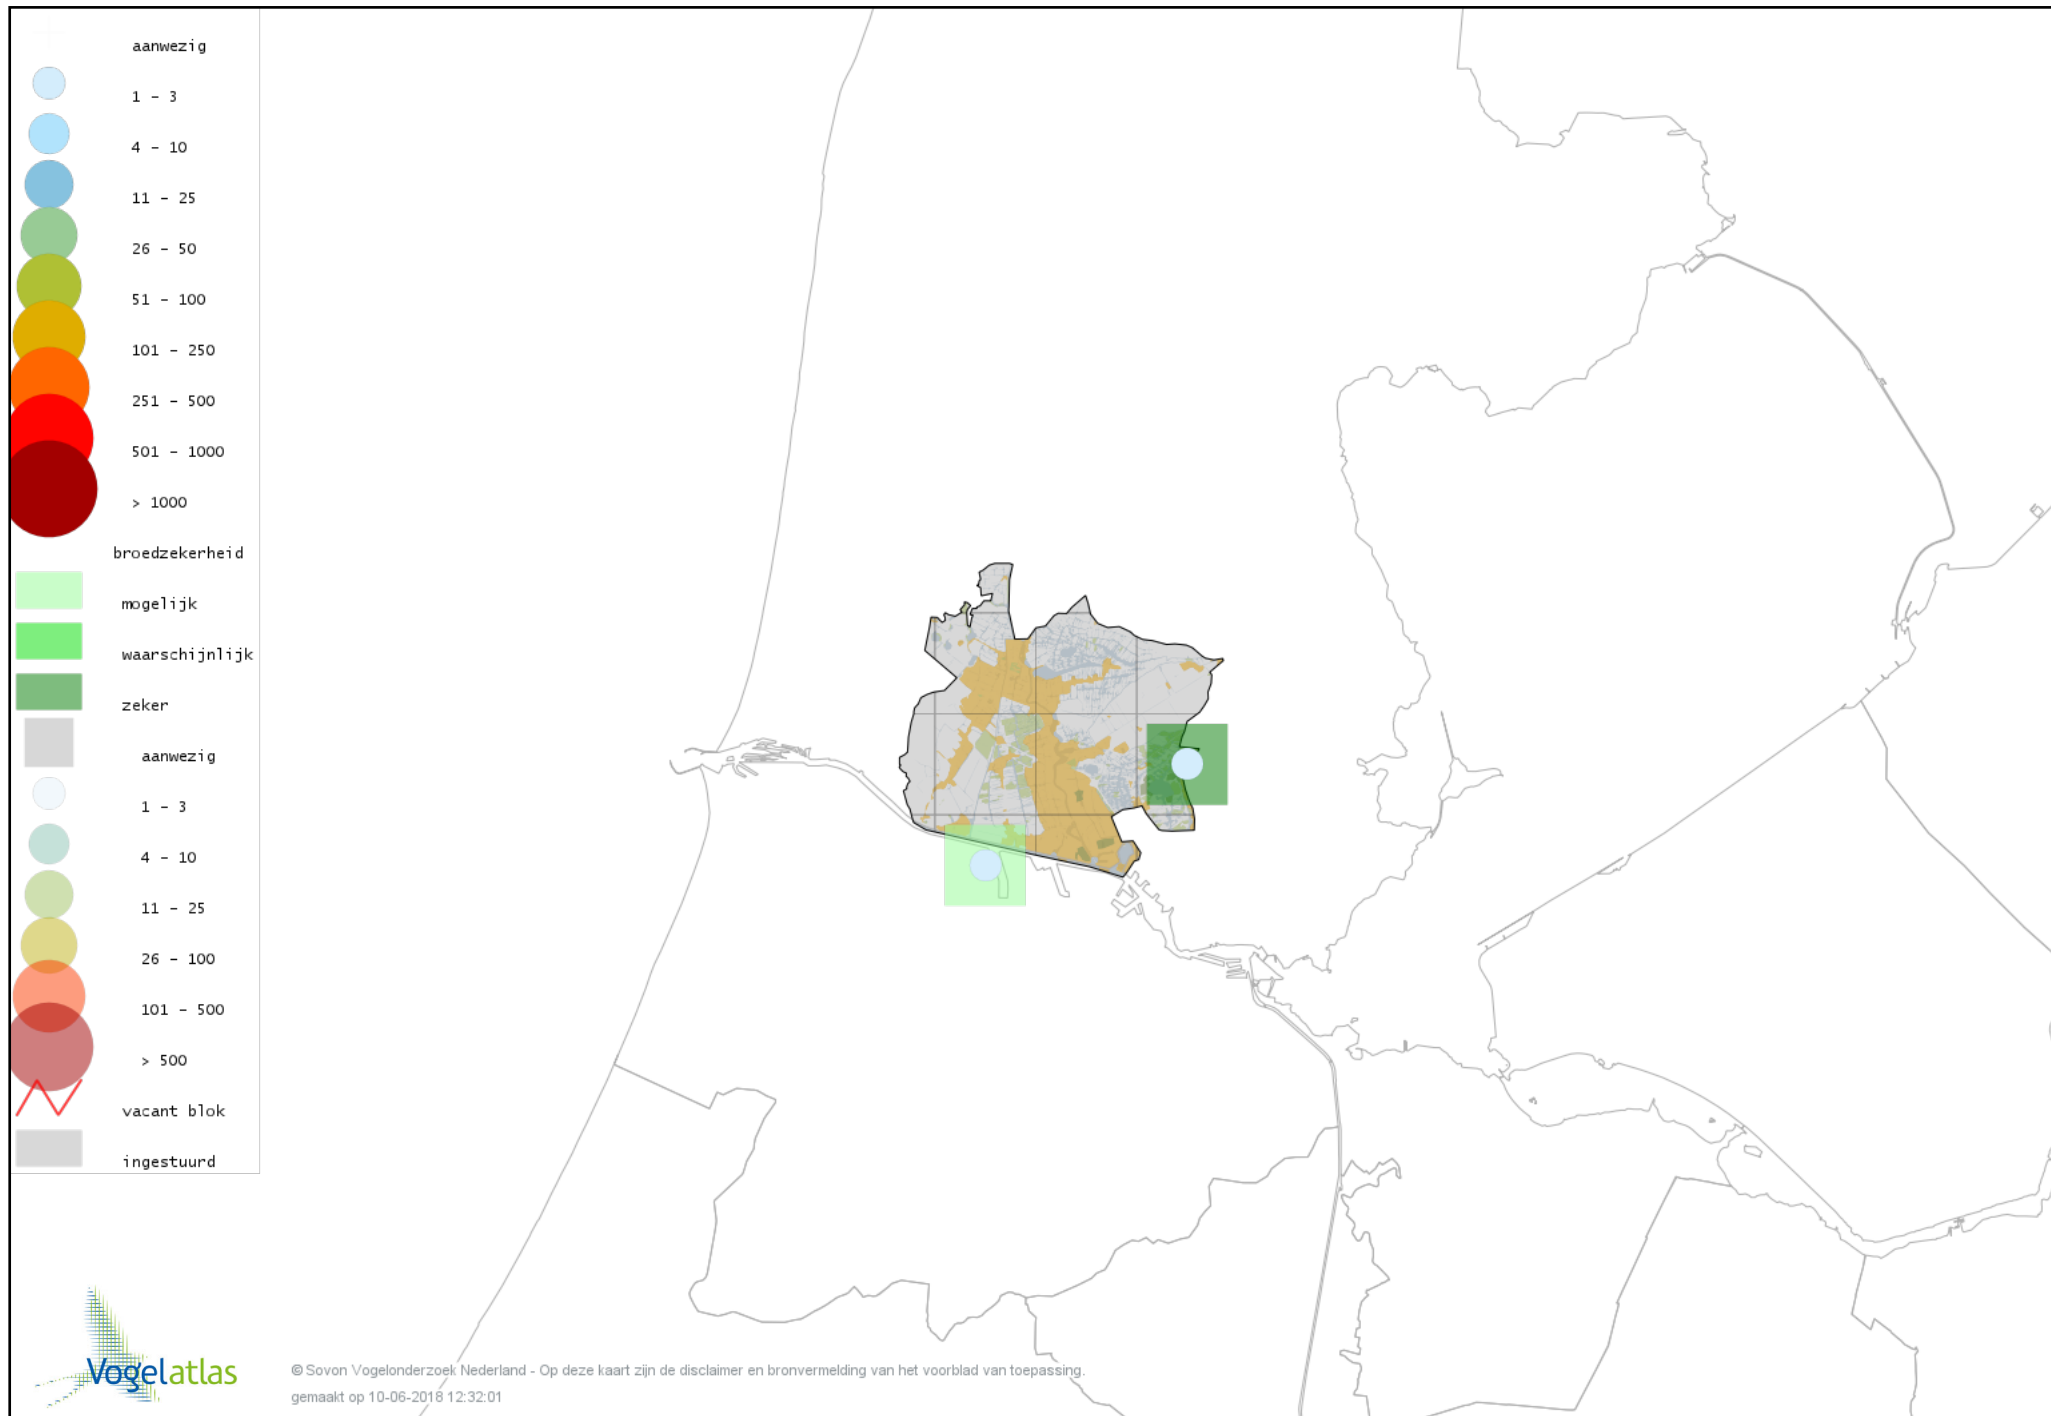 aanwezig
1 - 3
4 - 10
11 - 25
26 - 50
51 - 100
101 - 250
251 - 500
501 - 1000
> 1000
broedzekerheid
mogelijk
waarschijnlijk
zeker
aanwezig
1 - 3
4 - 10
11 - 25
26 - 100
101 - 500
> 500
vacant blok
ingestuurd
Vogelatlas
© Sovon Vogelonderzoek Nederland - Op deze kaart zijn de disclaimer en bronvermelding van het voorblad van toepassing.
gemaakt op 10-06-2018 12:32:01